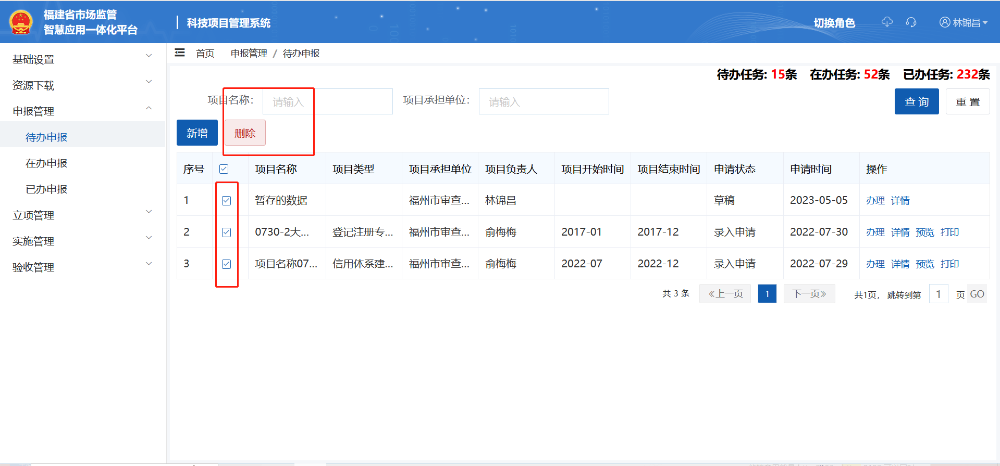 福建省市场监管
智慧应用一体化平台
科技项目管理系统
切换角色
林锦昌
基础设置
资源下载
申报管理
待办申报
在办申报
已办申报
立项管理
实施管理
验收管理
首页 申报管理 / 待办申报
待办任务: 15条 在办任务: 52条 已办任务: 232条
项目名称: 请输入 项目承担单位: 请输入 查 询 重 置
新增 删除
序号 项目名称 项目类型 项目承担单位 项目负责人 项目开始时间 项目结束时间 申请状态 申请时间 操作
1 暂存的数据 福州市审查... 林锦昌 草稿 2023-05-05 办理 详情
2 0730-2大... 登记注册专... 福州市审查... 俞梅梅 2017-01 2017-12 录入申请 2022-07-30 办理 详情 预览 打印
3 项目名称07... 信用体系建... 福州市审查... 俞梅梅 2022-07 2022-12 录入申请 2022-07-29 办理 详情 预览 打印
共 3 条 «上一页 1 下一页» 共1页, 跳转到第 1 页 GO